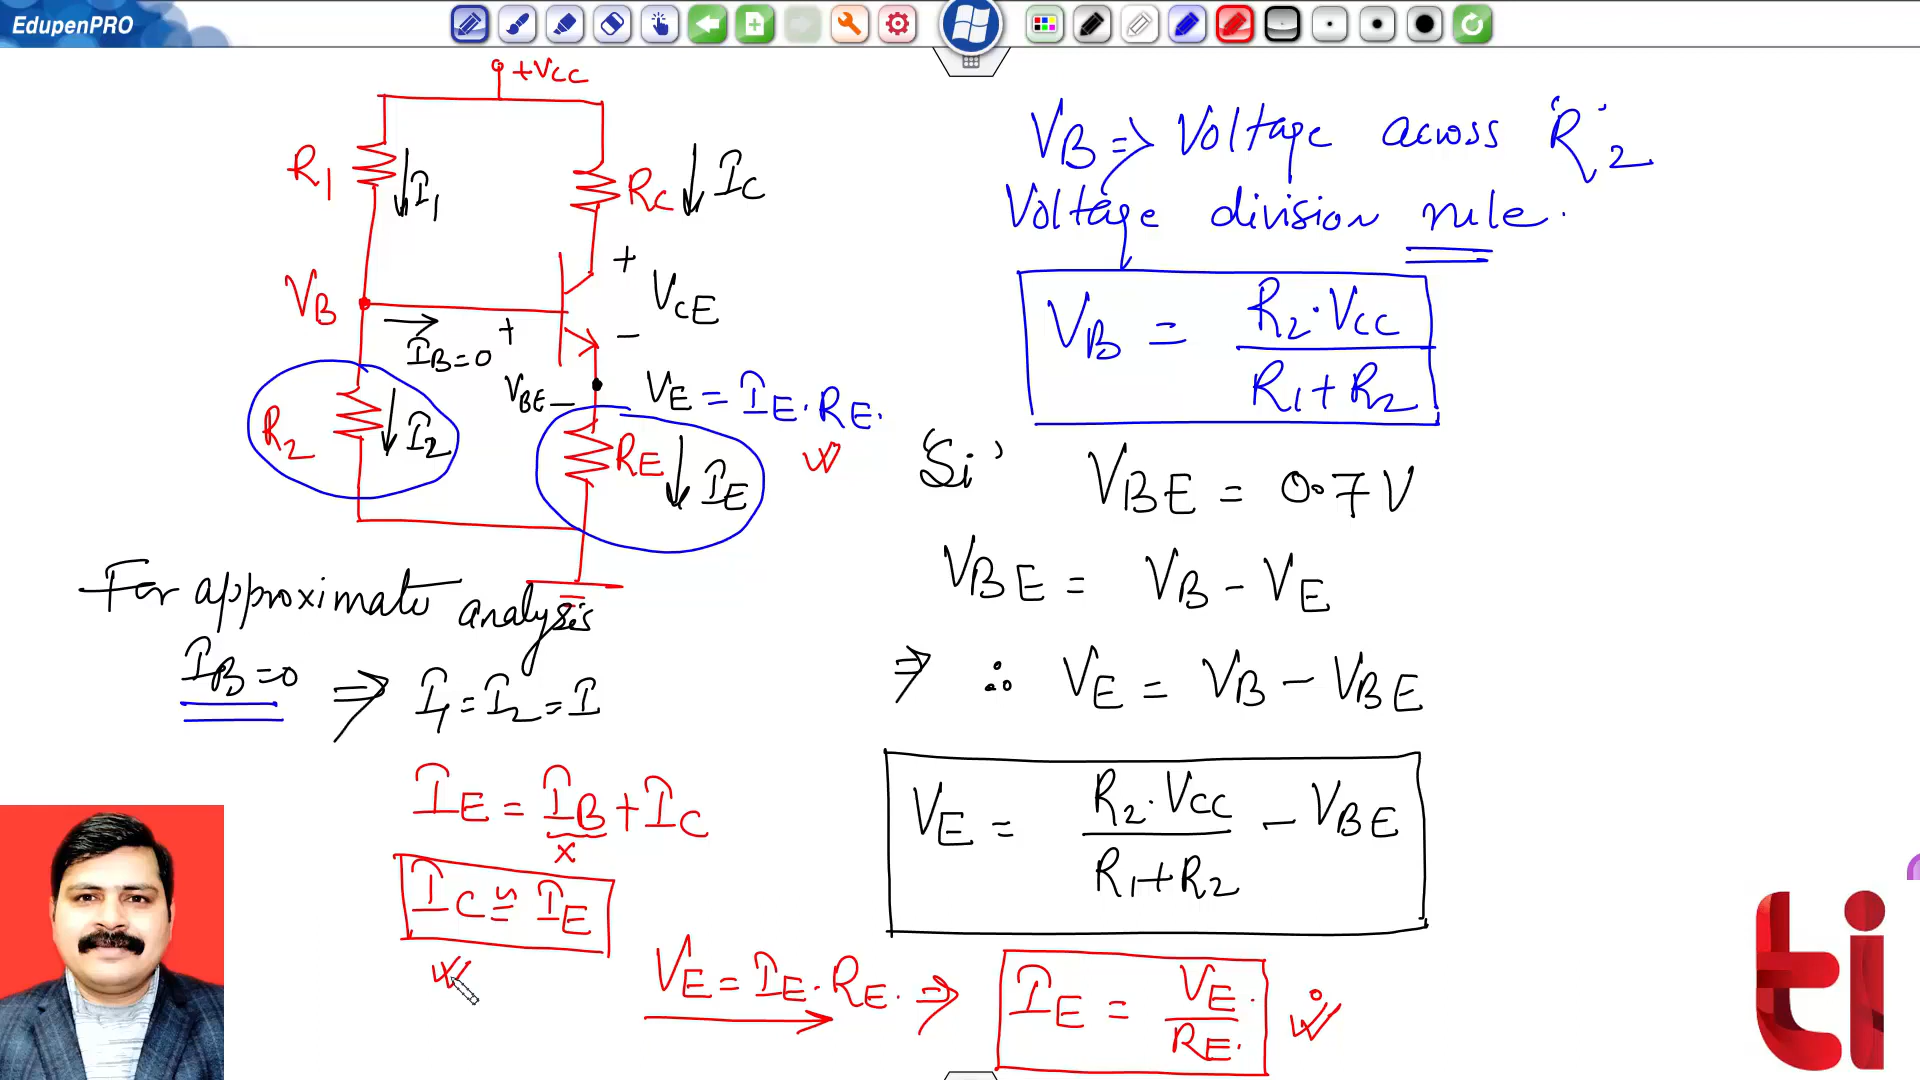 EdupenPRO
+VCC
R1
I1
RC
IC
+
VCE
-
VB
IB=0
+
VBE -
VE = IE·RE.
R2
I2
RE
IE
For approximate analysis
IB=0 ⇒ I1=I2=I
IE = IB+IC
x
IC ≅ IE
VE = IE·RE. ⇒ IE = VE./RE.
VB ⇒ Voltage across 'R2'
Voltage division rule.
VB = R2·VCC / R1+R2
'Si' VBE = 0.7V
VBE = VB - VE
⇒ ∴ VE = VB - VBE
VE = R2·VCC / R1+R2 - VBE
ti